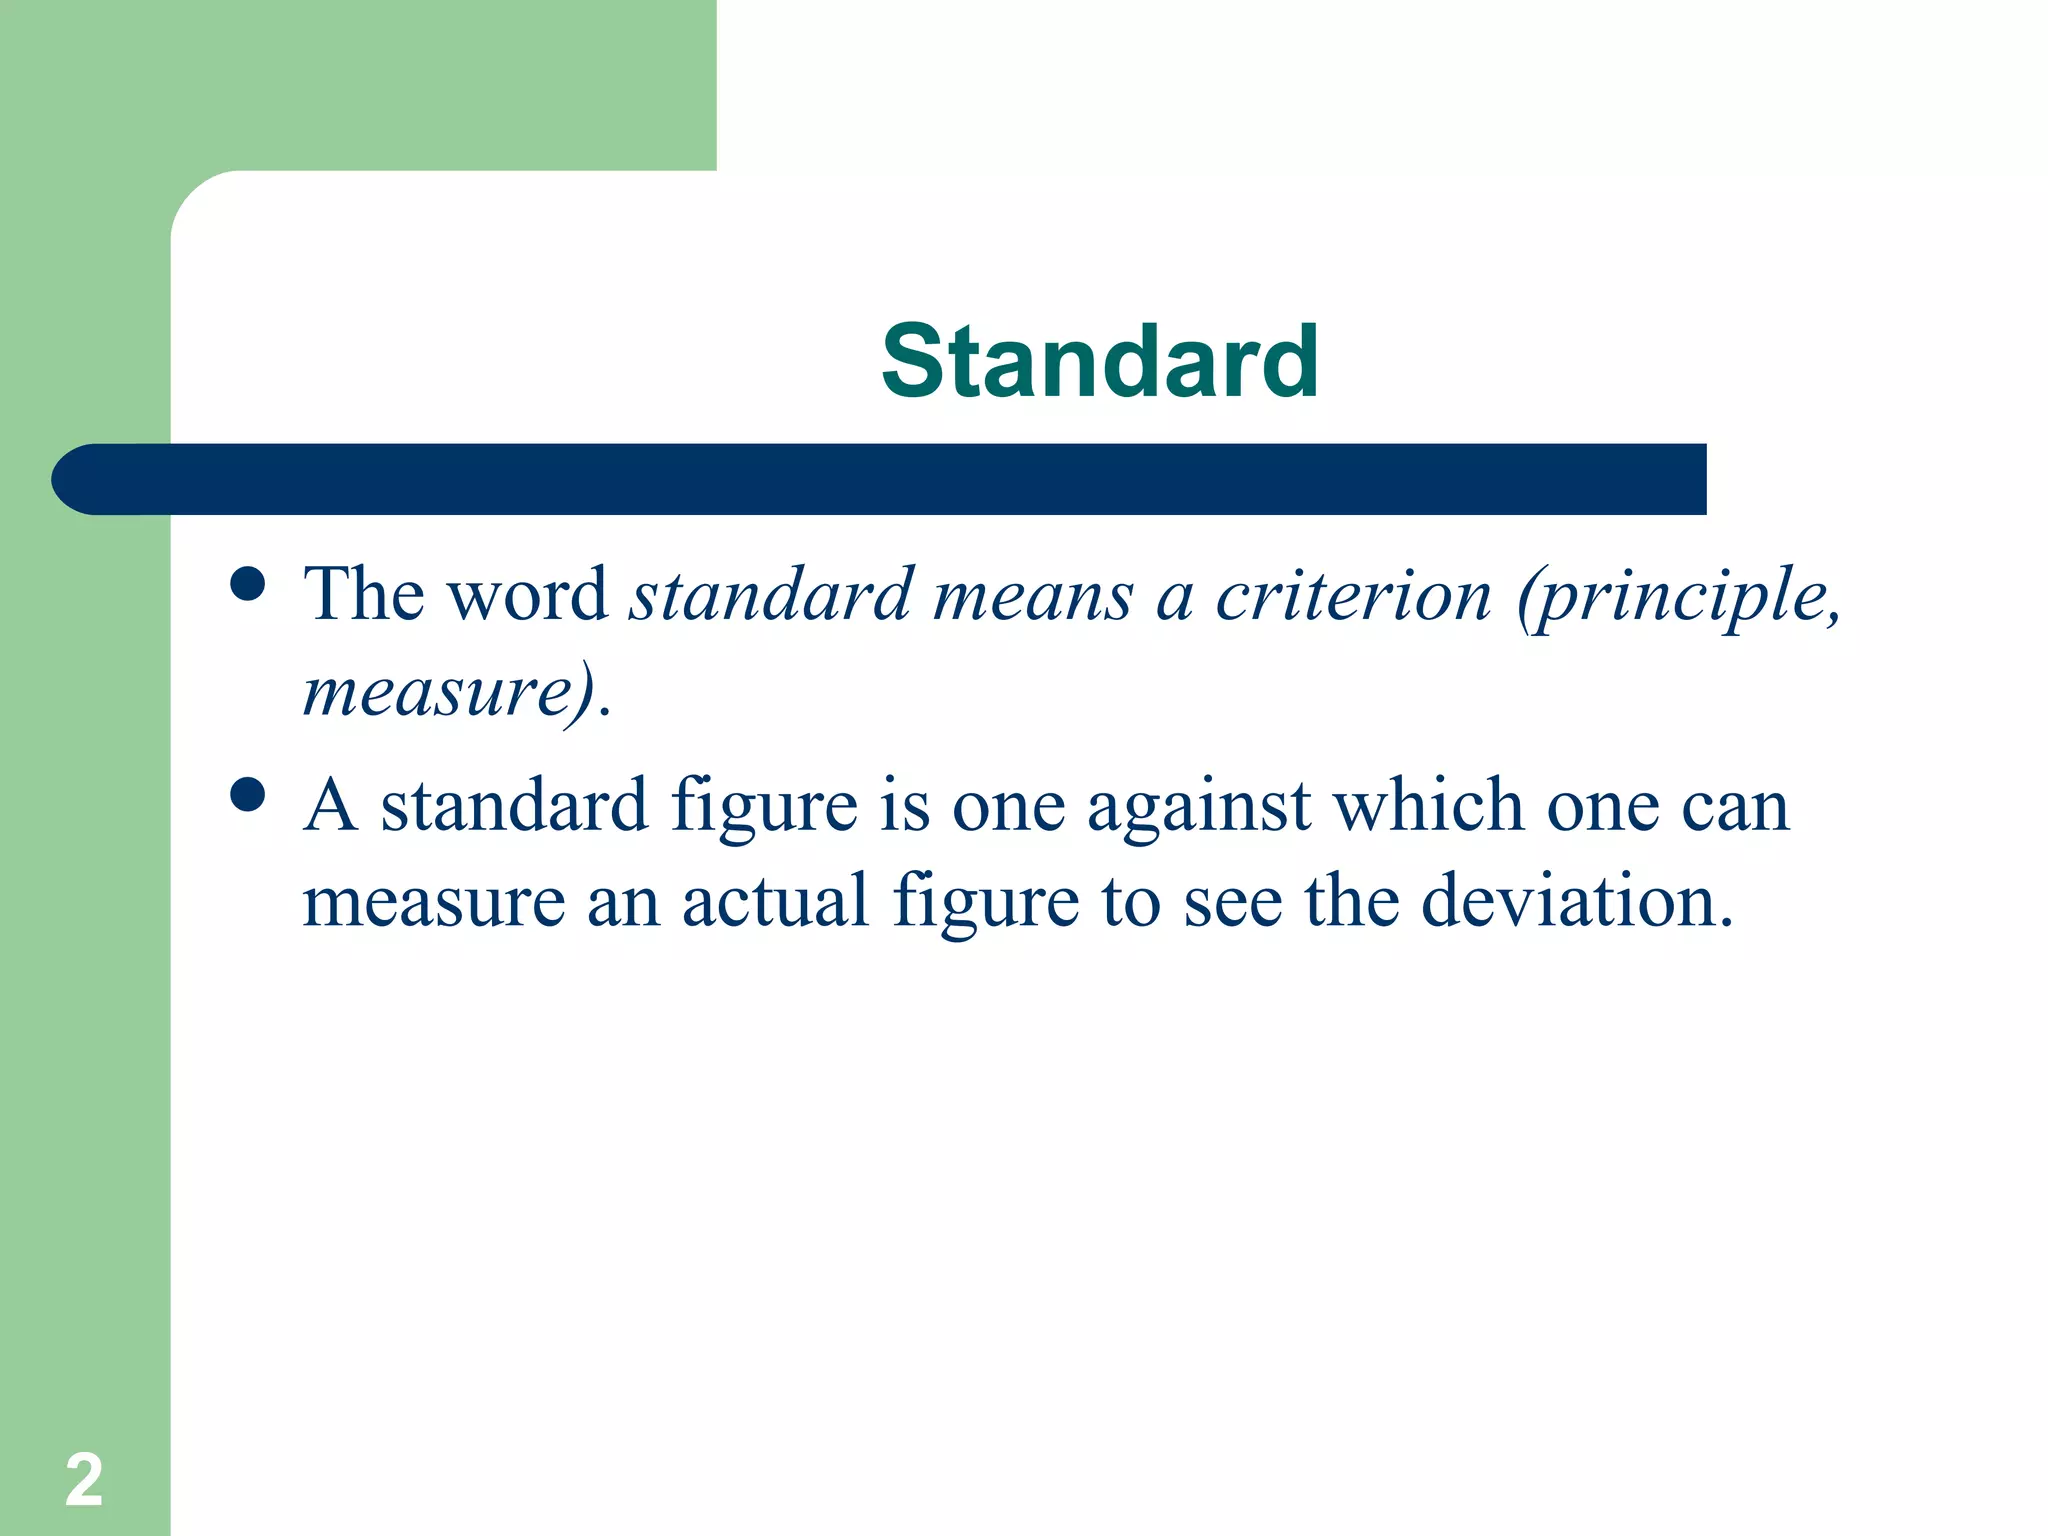 Standard
• The word standard means a criterion (principle,
measure).
• A standard figure is one against which one can
measure an actual figure to see the deviation.
2